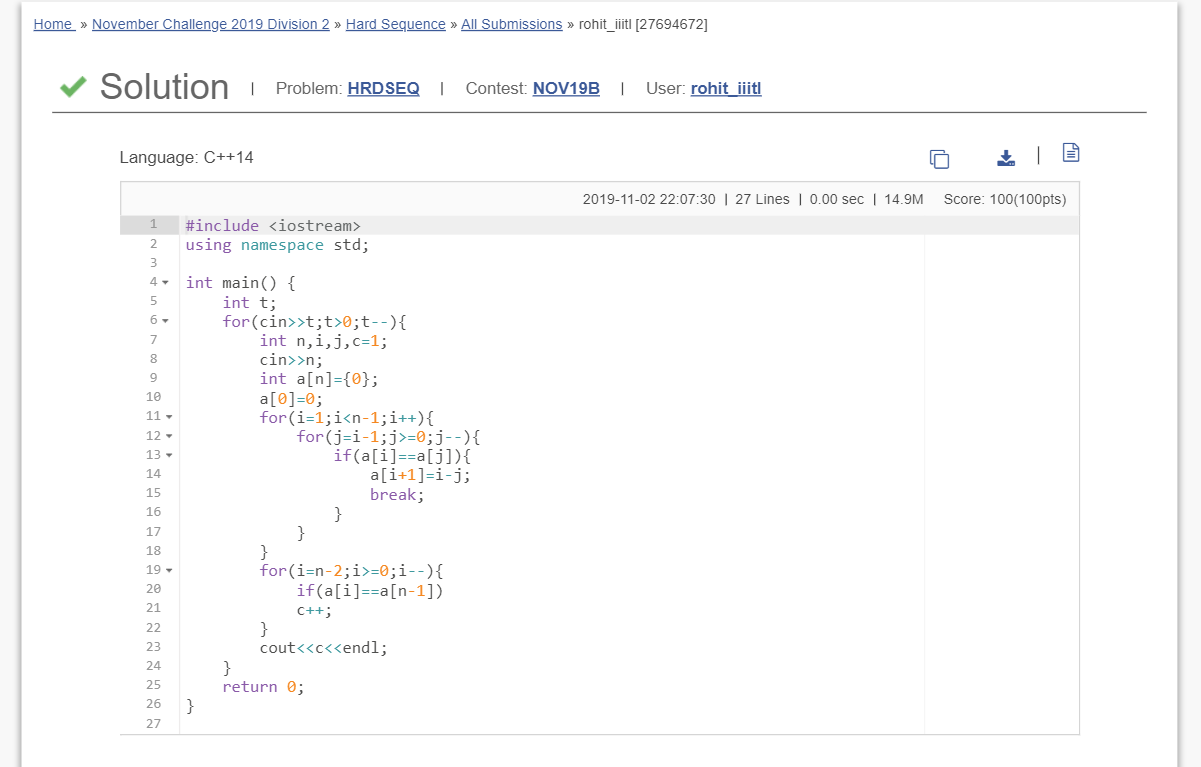 Home » November Challenge 2019 Division 2 » Hard Sequence » All Submissions » rohit_iiitl [27694672]
Solution | Problem: HRDSEQ | Contest: NOV19B | User: rohit_iiitl
Language: C++14 |
2019-11-02 22:07:30 | 27 Lines | 0.00 sec | 14.9M Score: 100(100pts)
1 #include <iostream>
2 using namespace std;
3
4 int main() {
5     int t;
6     for(cin>>t;t>0;t--){
7         int n,i,j,c=1;
8         cin>>n;
9         int a[n]={0};
10         a[0]=0;
11         for(i=1;i<n-1;i++){
12             for(j=i-1;j>=0;j--){
13                 if(a[i]==a[j]){
14                     a[i+1]=i-j;
15                     break;
16                 }
17             }
18         }
19         for(i=n-2;i>=0;i--){
20             if(a[i]==a[n-1])
21             c++;
22         }
23         cout<<c<<endl;
24     }
25     return 0;
26 }
27